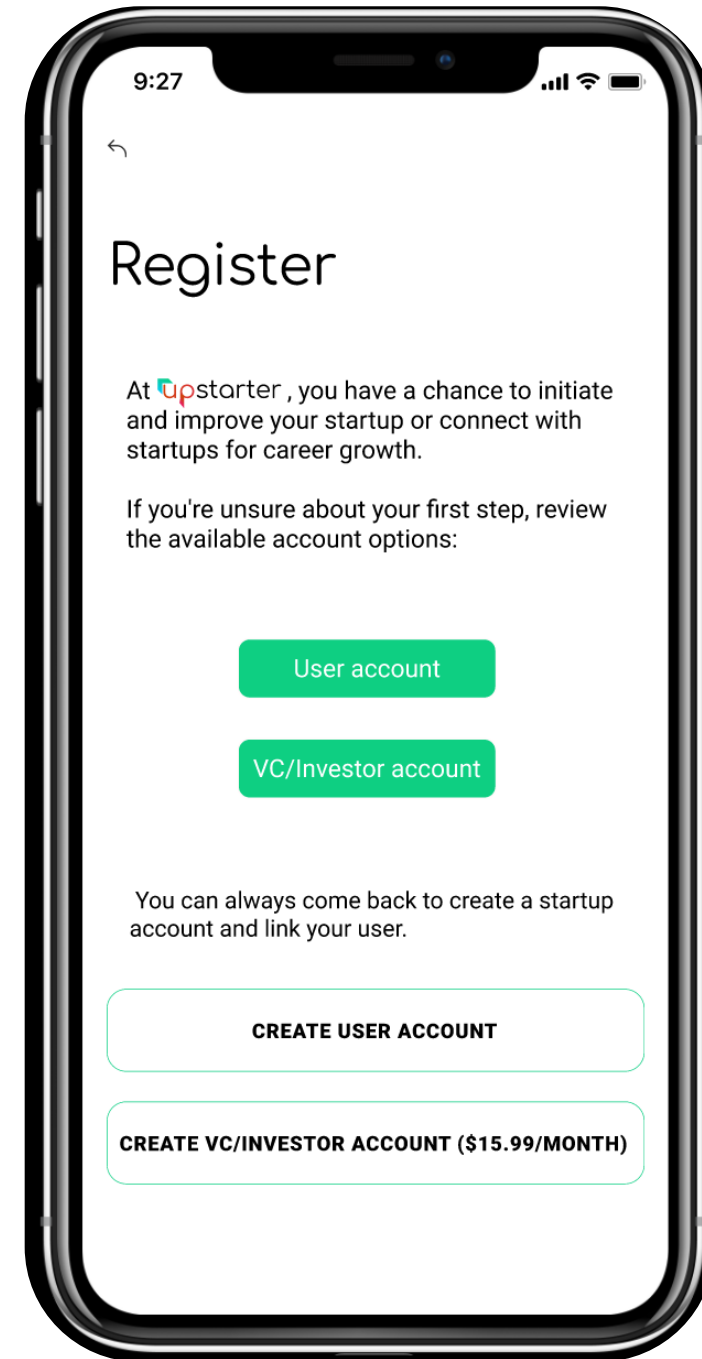 9:27
Register
At upstarter, you have a chance to initiate
and improve your startup or connect with
startups for career growth.
If you're unsure about your first step, review
the available account options:
User account
VC/Investor account
You can always come back to create a startup
account and link your user.
CREATE USER ACCOUNT
CREATE VC/INVESTOR ACCOUNT ($15.99/MONTH)